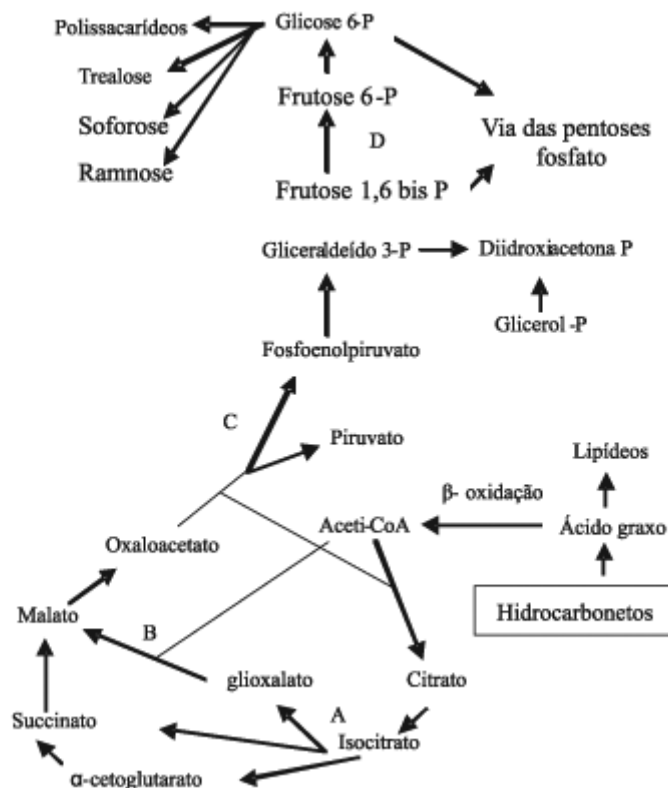 Polissacarídeos
Glicose 6-P
Trealose
Frutose 6-P
Soforose
Via das pentoses
fosfato
D
Ramnose
Frutose 1,6 bis P
Gliceraldeído 3-P
Diidroxiacetona P
Glicerol -P
Fosfoenolpiruvato
C
Piruvato
Lipídeos
β- oxidação
Aceti-CoA
Ácido graxo
Oxaloacetato
Hidrocarbonetos
Malato
B
glioxalato
Citrato
Succinato
A
Isocitrato
α-cetoglutarato